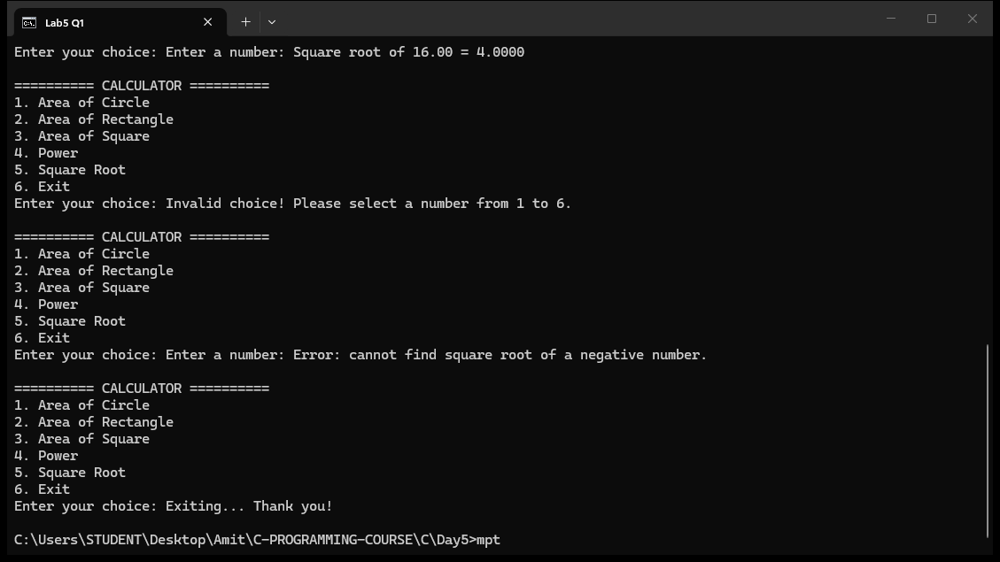 Lab5 Q1
Enter your choice: Enter a number: Square root of 16.00 = 4.0000
========== CALCULATOR ==========
1. Area of Circle
2. Area of Rectangle
3. Area of Square
4. Power
5. Square Root
6. Exit
Enter your choice: Invalid choice! Please select a number from 1 to 6.
========== CALCULATOR ==========
1. Area of Circle
2. Area of Rectangle
3. Area of Square
4. Power
5. Square Root
6. Exit
Enter your choice: Enter a number: Error: cannot find square root of a negative number.
========== CALCULATOR ==========
1. Area of Circle
2. Area of Rectangle
3. Area of Square
4. Power
5. Square Root
6. Exit
Enter your choice: Exiting... Thank you!
C:\Users\STUDENT\Desktop\Amit\C-PROGRAMMING-COURSE\C\Day5>mpt